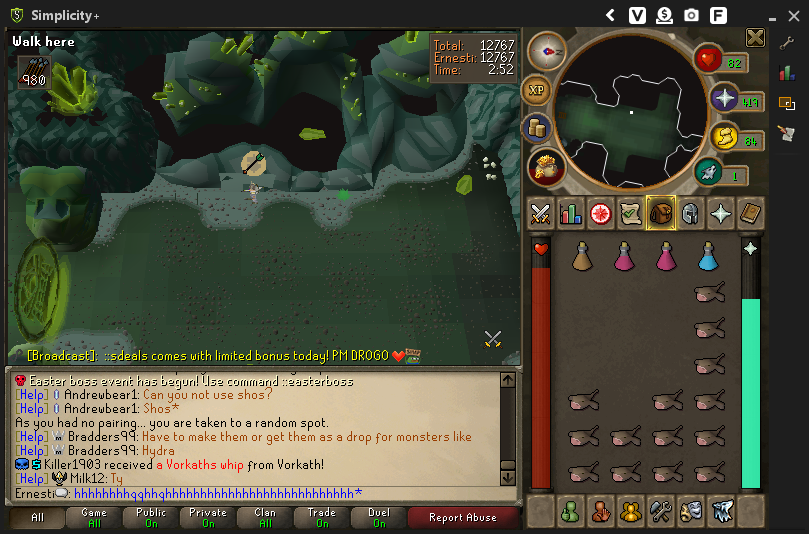 Simplicity+
V
F
Walk here
980
Total: 12767
Ernesti: 12767
Time: 2.52
XP
82
419
84
1
[Broadcast]: ::sdeals comes with limited bonus today! PM DROGO
Easter boss event has begun! Use command ::easterboss
[Help] Andrewbear1: Can you not use shos?
[Help] Andrewbear1: Shos*
As you had no pairing... you are taken to a random spot.
[Help] Bradders99: Have to make them or get them as a drop for monsters like
[Help] Bradders99: Hydra
Killer1903 received a Vorkaths whip from Vorkath!
[Help] Milk12: Ty
All
Game
All
Public
On
Private
On
Clan
All
Trade
On
Duel
On
Report Abuse